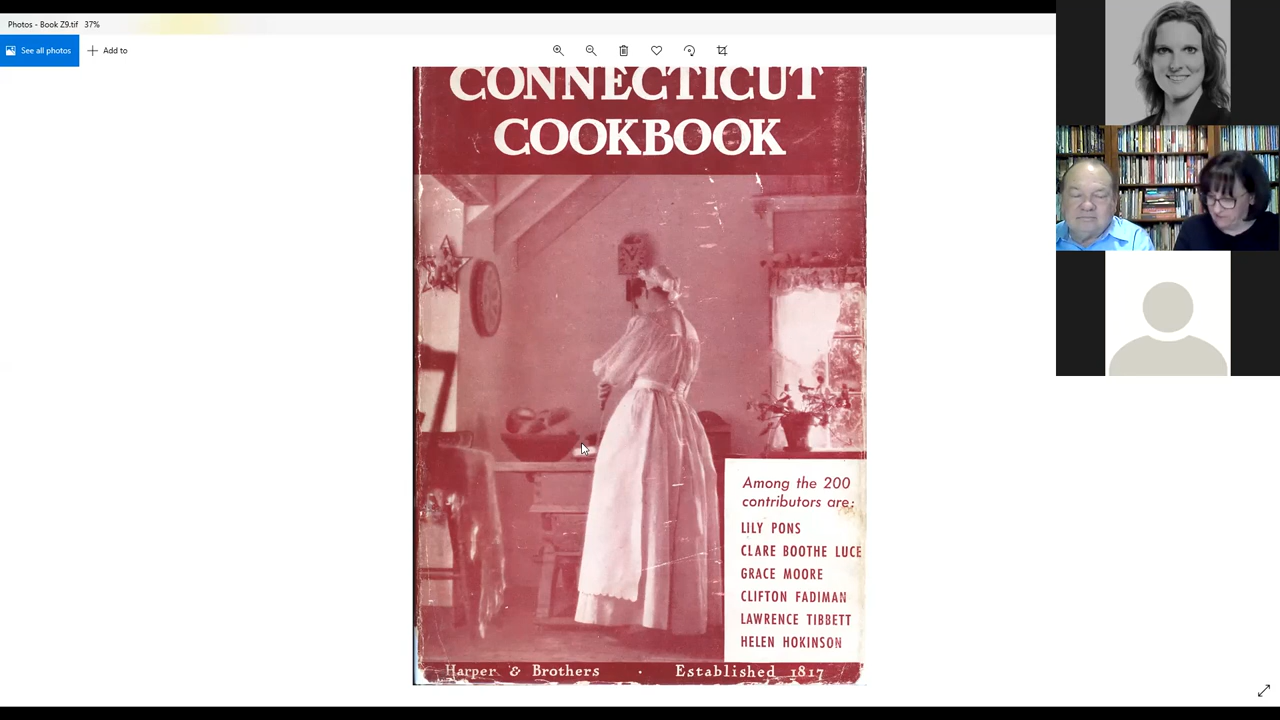 Photos - Book Z9.tif 37%
See all photos
Add to
CONNECTICUT
COOKBOOK
Among the 200
contributors are:
LILY PONS
CLARE BOOTHE LUCE
GRACE MOORE
CLIFTON FADIMAN
LAWRENCE TIBBETT
HELEN HOKINSON
Harper & Brothers · Established 1817